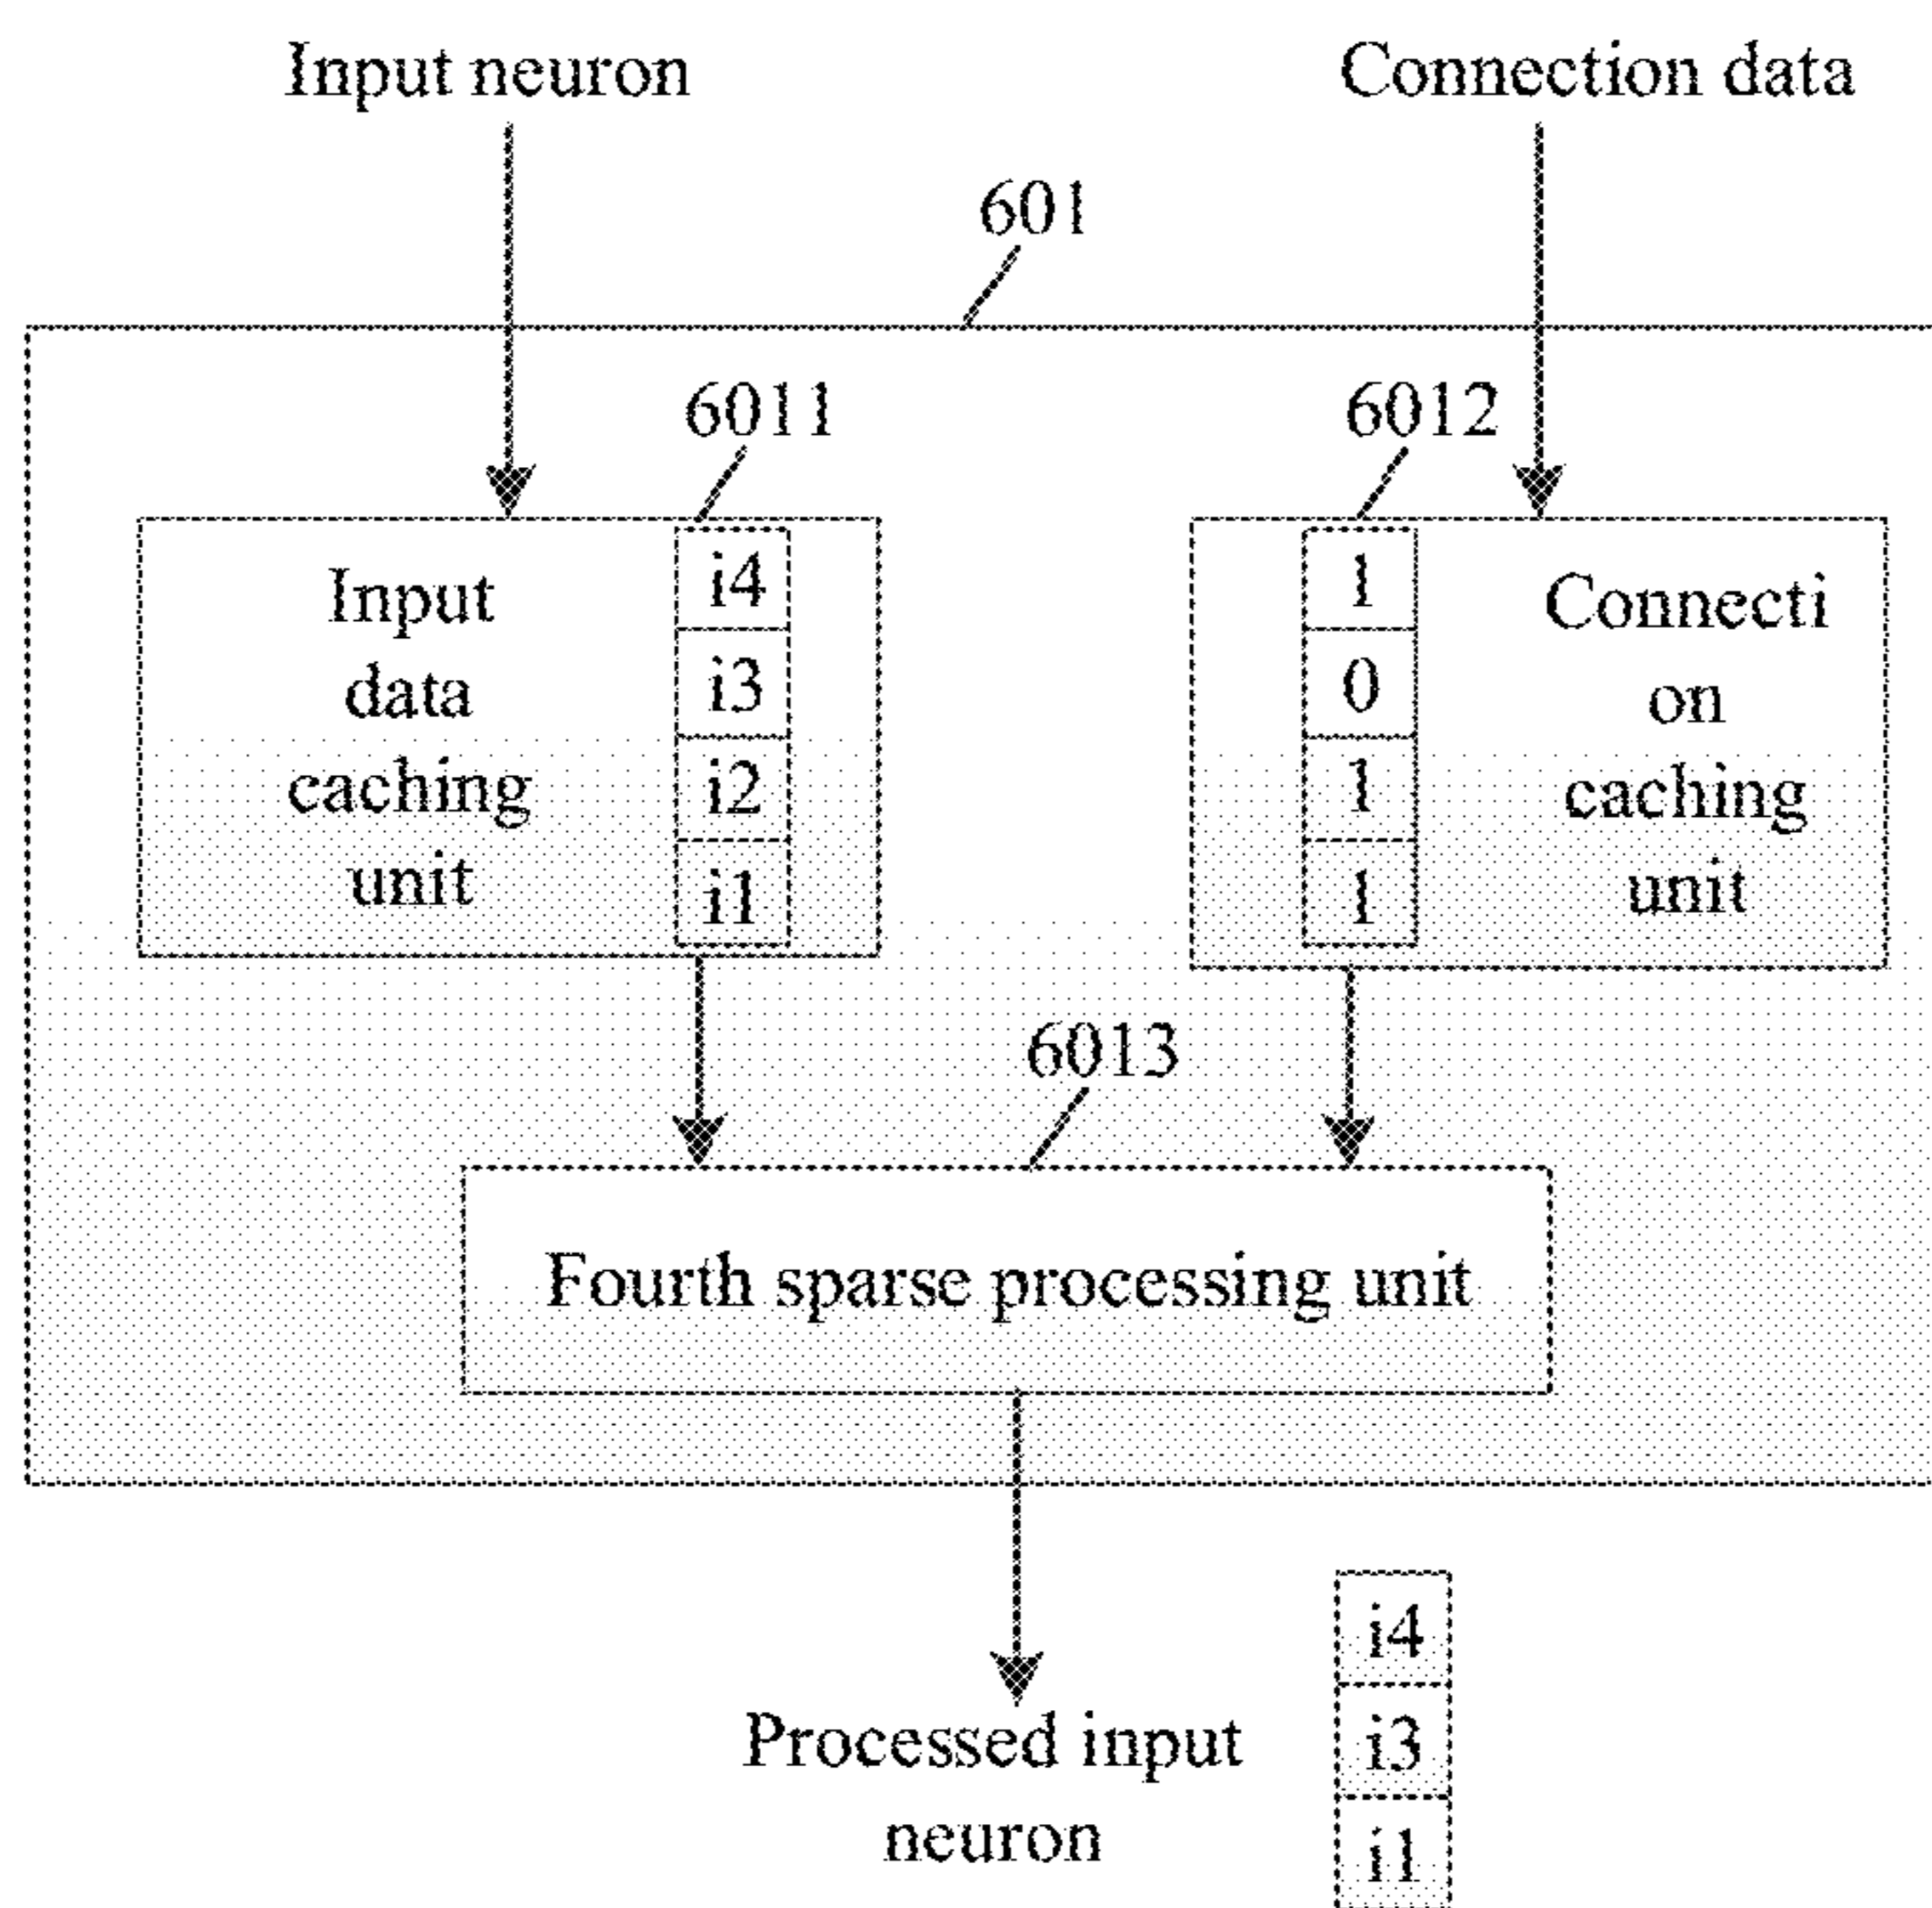 Input neuron
Connection data
601
6011
6012
Input
data
caching
unit
i4
i3
i2
i1
1
0
1
1
Connecti
on
caching
unit
6013
Fourth sparse processing unit
Processed input
neuron
i4
i3
i1